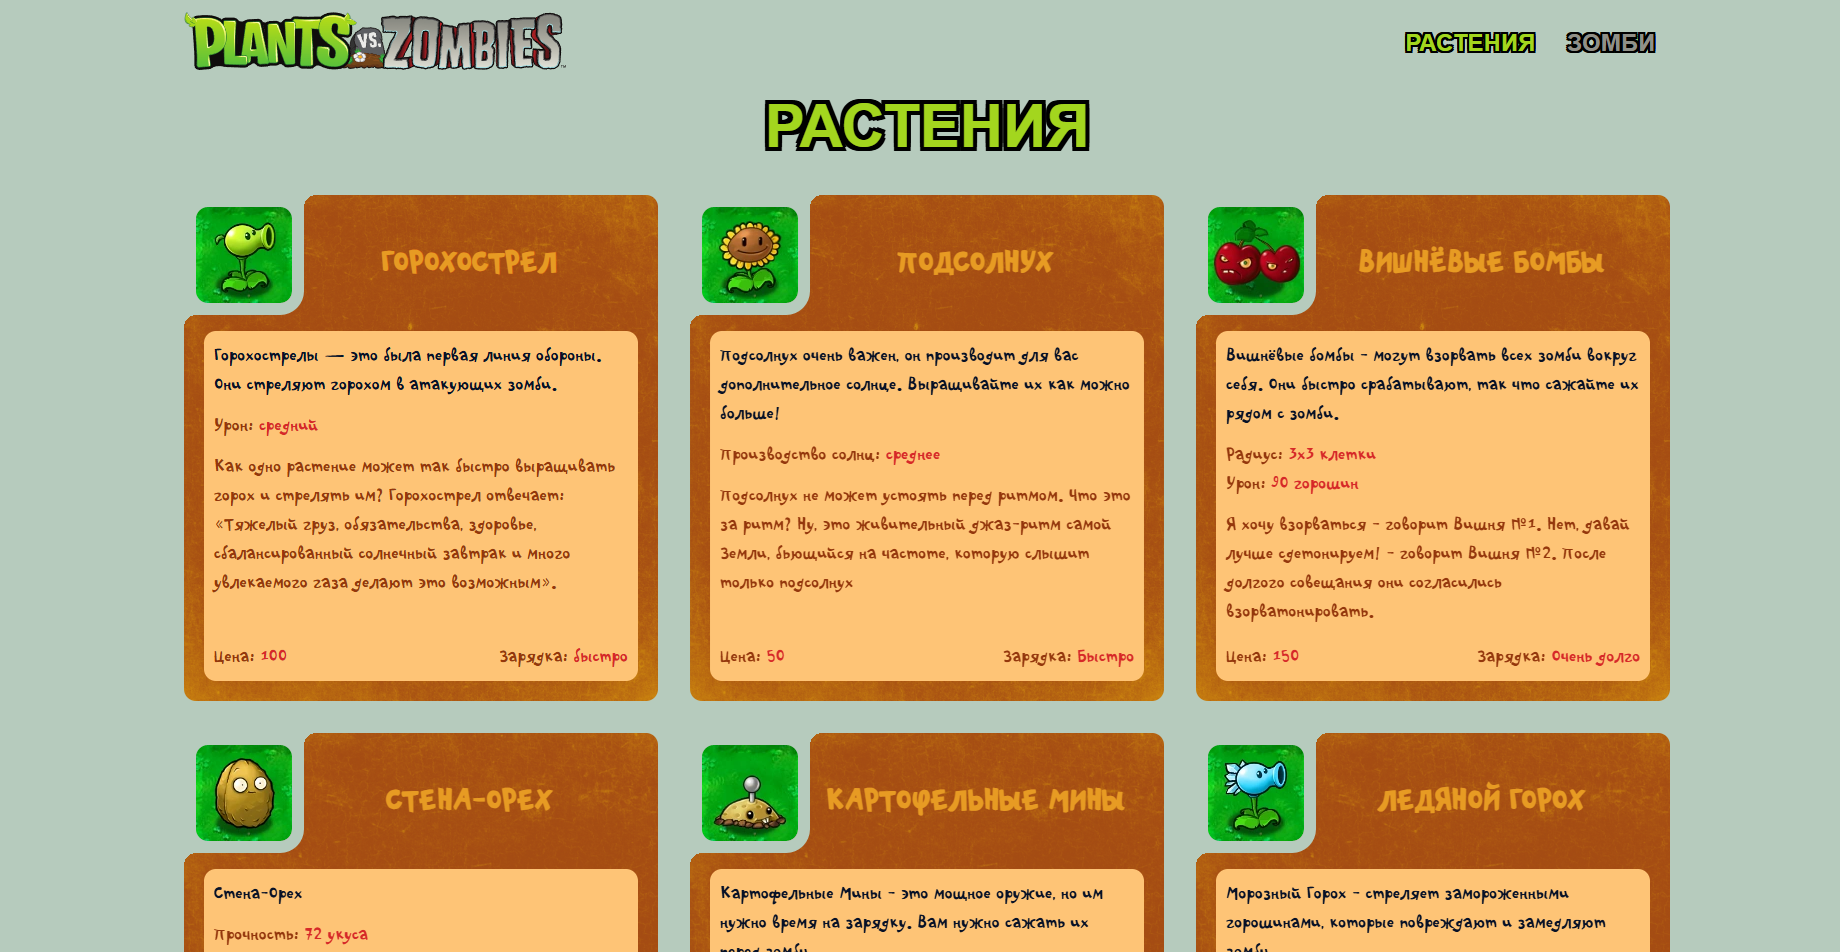 PLANTS VS. ZOMBIES™
РАСТЕНИЯ ЗОМБИ
РАСТЕНИЯ
ГОРОХОСТРЕЛ
Горохострелы — это была первая линия обороны.
Они стреляют горохом в атакующих зомби.
Урон: средний
Как одно растение может так быстро выращивать
горох и стрелять им? Горохострел отвечает:
«Тяжелый груз, обязательства, здоровье,
сбалансированный солнечный завтрак и много
увлекаемого газа делают это возможным».
Цена: 100 Зарядка: быстро
ПОДСОЛНУХ
Подсолнух очень важен, он производит для вас
дополнительное солнце. Выращивайте их как можно
больше!
Производство солнц: среднее
Подсолнух не может устоять перед ритмом. Что это
за ритм? Ну, это живительный джаз-ритм самой
Земли, бьющийся на частоте, которую слышит
только подсолнух
Цена: 50 Зарядка: Быстро
ВИШНЁВЫЕ БОМБЫ
Вишнёвые бомбы - могут взорвать всех зомби вокруг
себя. Они быстро срабатывают, так что сажайте их
рядом с зомби.
Радиус: 3x3 клетки
Урон: 90 горошин
Я хочу взорваться - говорит Вишня №1. Нет, давай
лучше сдетонируем! - говорит Вишня №2. После
долгого совещания они согласились
взорватонировать.
Цена: 150 Зарядка: Очень долго
СТЕНА-ОРЕХ
Стена-Орех
Прочность: 72 укуса
КАРТОФЕЛЬНЫЕ МИНЫ
Картофельные Мины - это мощное оружие, но им
нужно время на зарядку. Вам нужно сажать их
перед зомби.
ЛЕДЯНОЙ ГОРОХ
Морозный Горох - стреляет замороженными
горошинами, которые повреждают и замедляют
зомби.